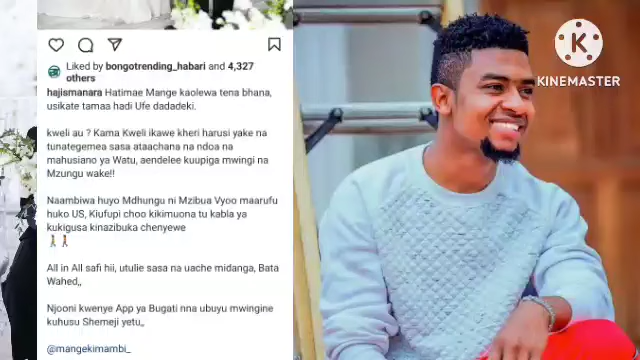 Liked by bongotrending_habari and 4,327
others
hajismanara Hatimae Mange kaolewa tena bhana,
usikate tamaa hadi Ufe dadadeki.
kweli au ? Kama Kweli ikawe kheri harusi yake na
tunategemea sasa ataachana na ndoa na
mahusiano ya Watu, aendelee kuupiga mwingi na
Mzungu wake!!
Naambiwa huyo Mdhungu ni Mzibua Vyoo maarufu
huko US, Kiufupi choo kikimuona tu kabla ya
kukigusa kinazibuka chenyewe
All in All safi hii, utulie sasa na uache midanga, Bata
Wahed,,
Njooni kwenye App ya Bugati nna ubuyu mwingine
kuhusu Shemeji yetu,,
@mangekimambi_
K
KINEMASTER